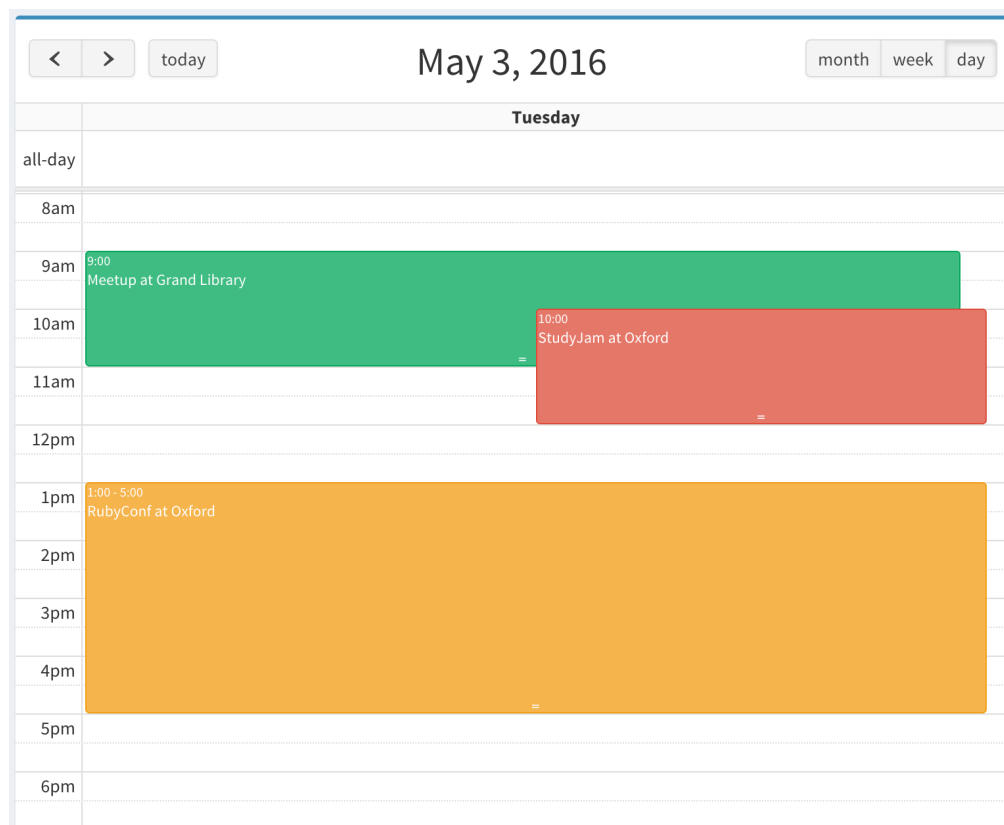 today
May 3, 2016
month week day
Tuesday
all-day
8am
9am
9:00
Meetup at Grand Library
10am
10:00
StudyJam at Oxford
11am
12pm
1pm
1:00 - 5:00
RubyConf at Oxford
2pm
3pm
4pm
5pm
6pm